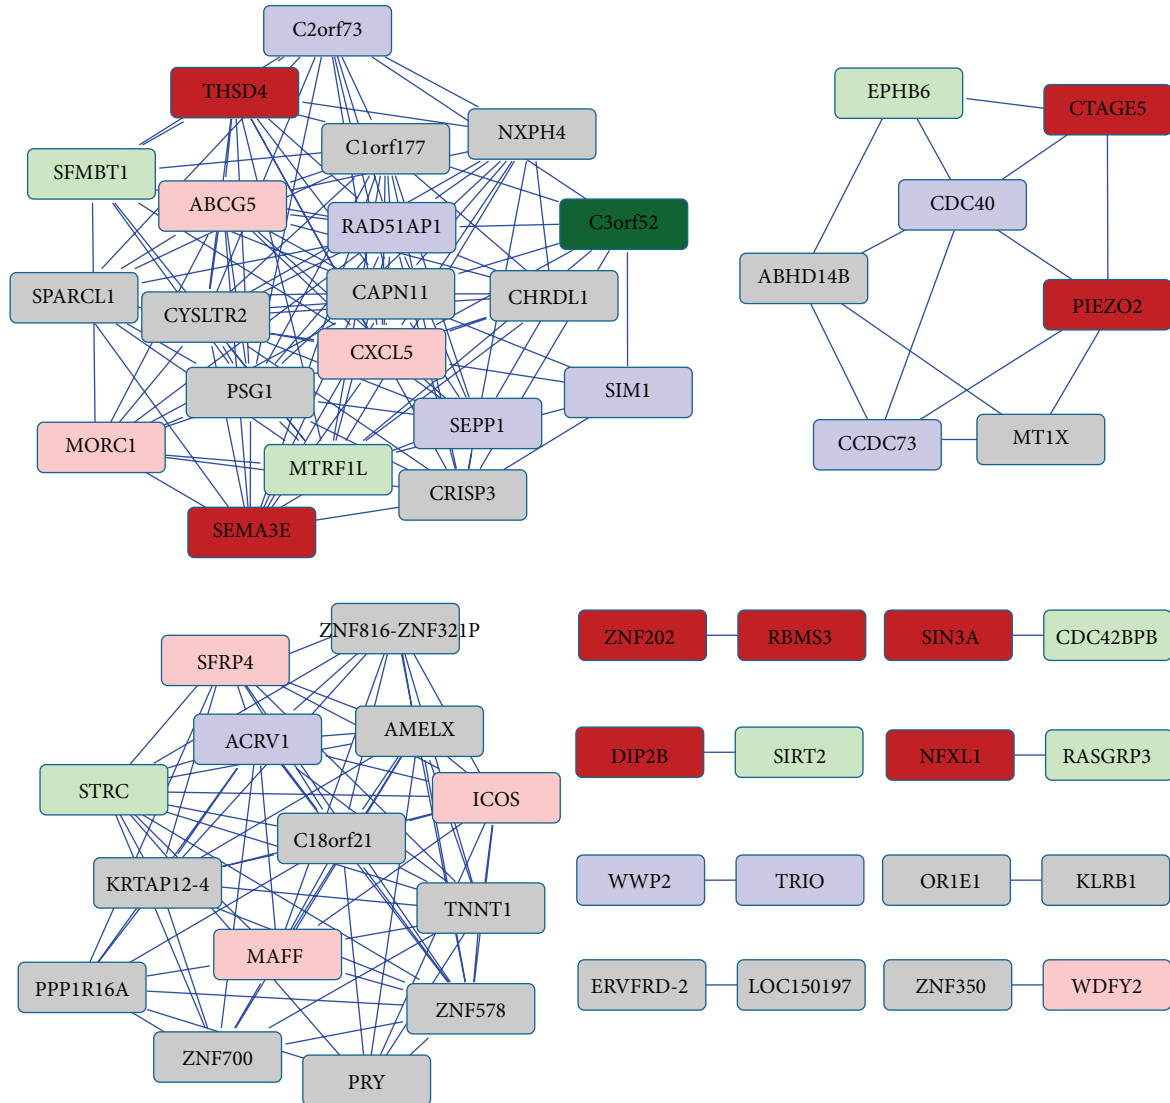 C2orf73
THSD4
NXPH4
C1orf177
SFMBT1
ABCG5
RAD51AP1
C3orf52
SPARCL1
CYSLTR2
CAPN11
CHRDL1
CXCL5
PSG1
SIM1
SEPP1
MORC1
MTRF1L
CRISP3
SEMA3E
EPHB6
CTAGE5
CDC40
ABHD14B
PIEZO2
CCDC73
MT1X
ZNF816-ZNF321P
SFRP4
ACRV1
AMELX
STRC
ICOS
C18orf21
KRTAP12-4
TNNT1
MAFF
PPP1R16A
ZNF578
ZNF700
PRY
ZNF202
RBMS3
SIN3A
CDC42BPB
DIP2B
SIRT2
NFXL1
RASGRP3
WWP2
TRIO
OR1E1
KLRB1
ERVFRD-2
LOC150197
ZNF350
WDFY2